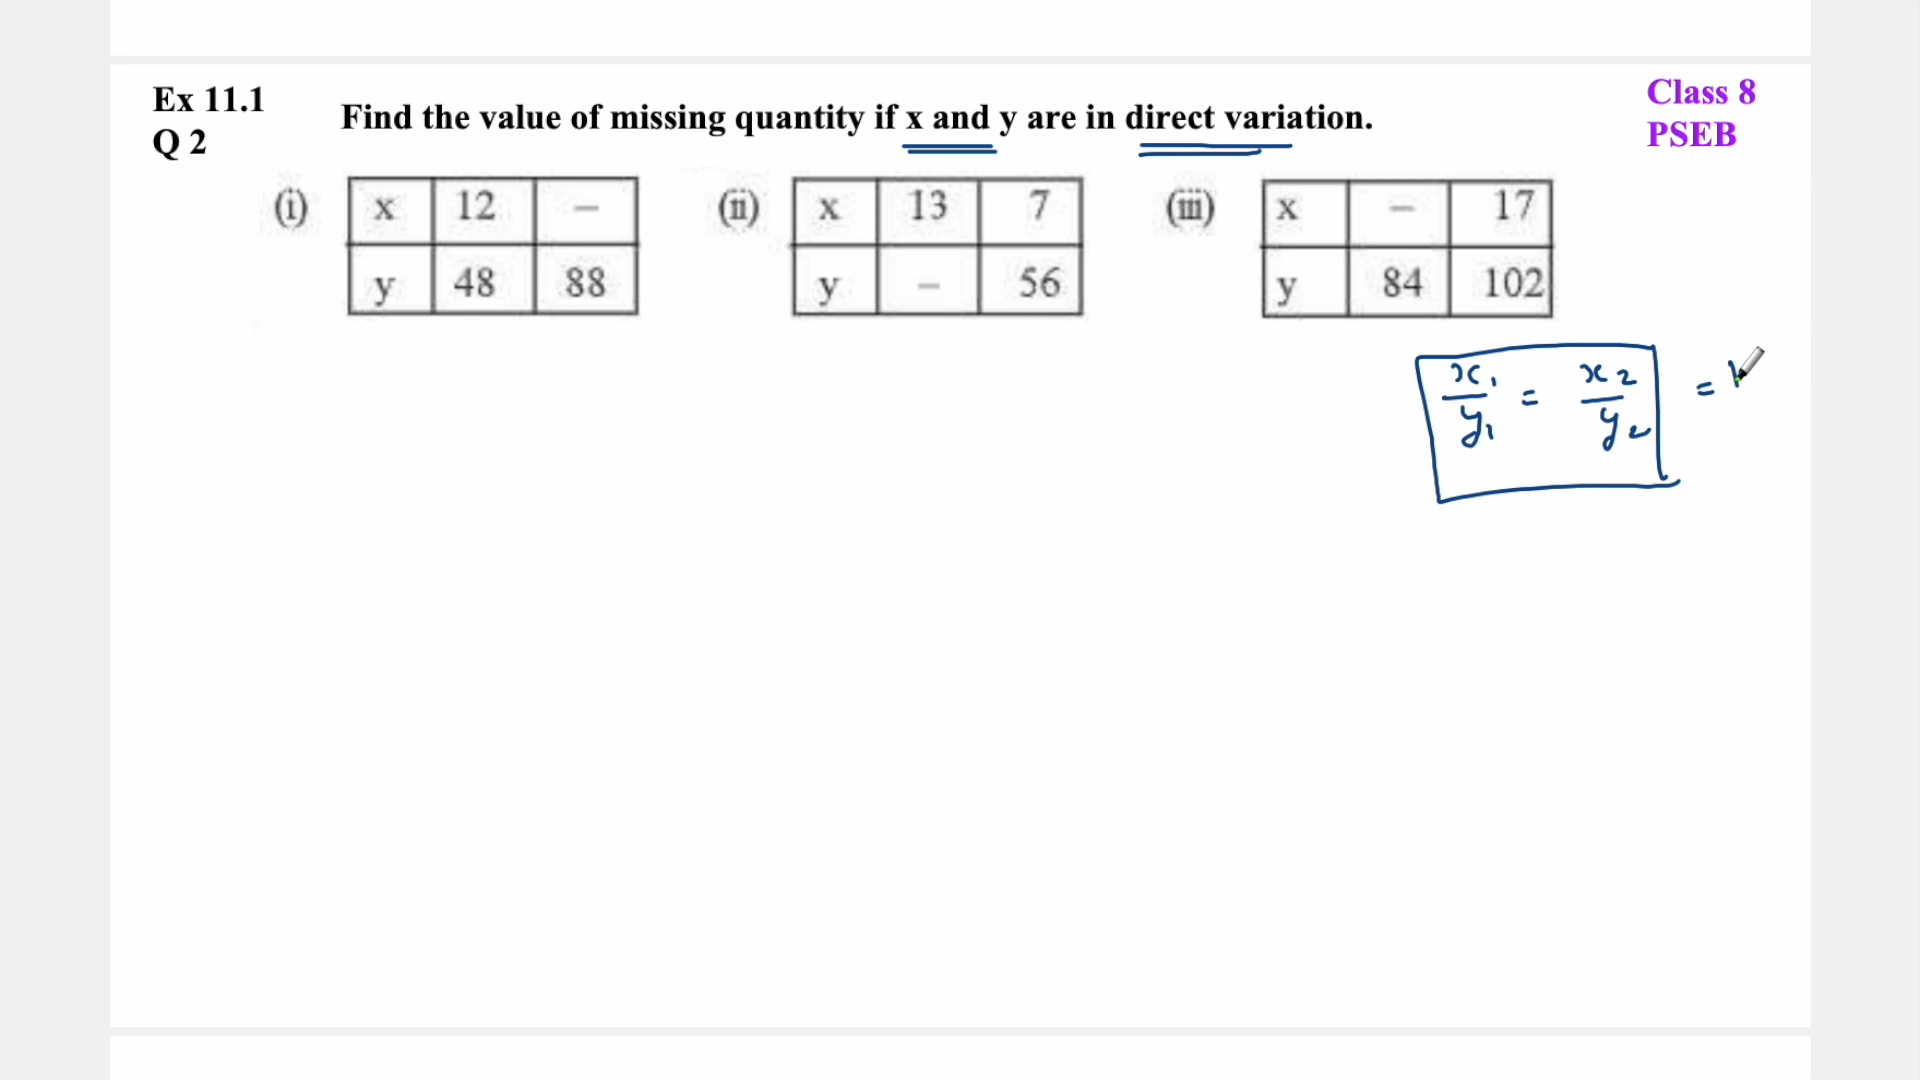 Ex 11.1
Q 2
Find the value of missing quantity if x and y are in direct variation.
Class 8
PSEB
(i) x 12 –
y 48 88
(ii) x 13 7
y – 56
(iii) x – 17
y 84 102
x₁/y₁ = x₂/y₂ =